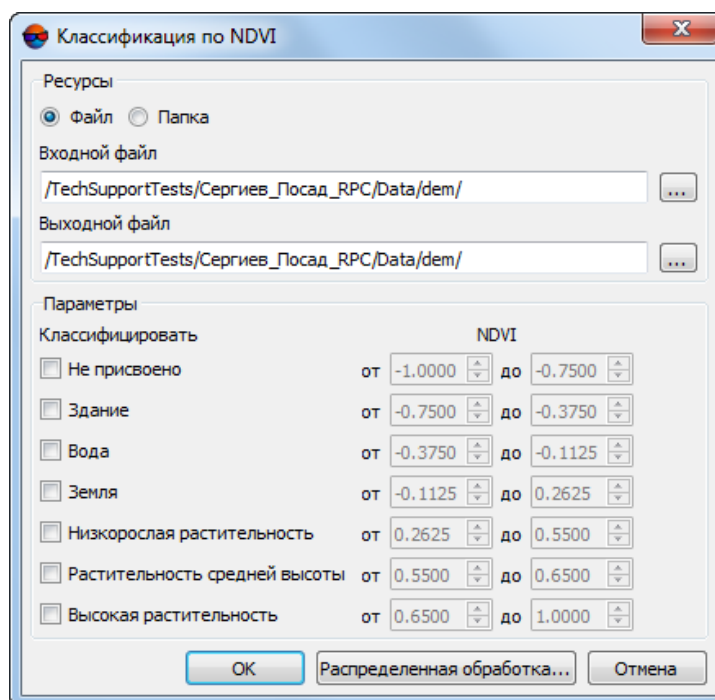 Классификация по NDVI
Ресурсы
Файл Папка
Входной файл
/TechSupportTests/Сергиев_Посад_RPC/Data/dem/ ...
Выходной файл
/TechSupportTests/Сергиев_Посад_RPC/Data/dem/ ...
Параметры
Классифицировать NDVI
Не присвоено от -1.0000 до -0.7500
Здание от -0.7500 до -0.3750
Вода от -0.3750 до -0.1125
Земля от -0.1125 до 0.2625
Низкорослая растительность от 0.2625 до 0.5500
Растительность средней высоты от 0.5500 до 0.6500
Высокая растительность от 0.6500 до 1.0000
OK Распределенная обработка... Отмена